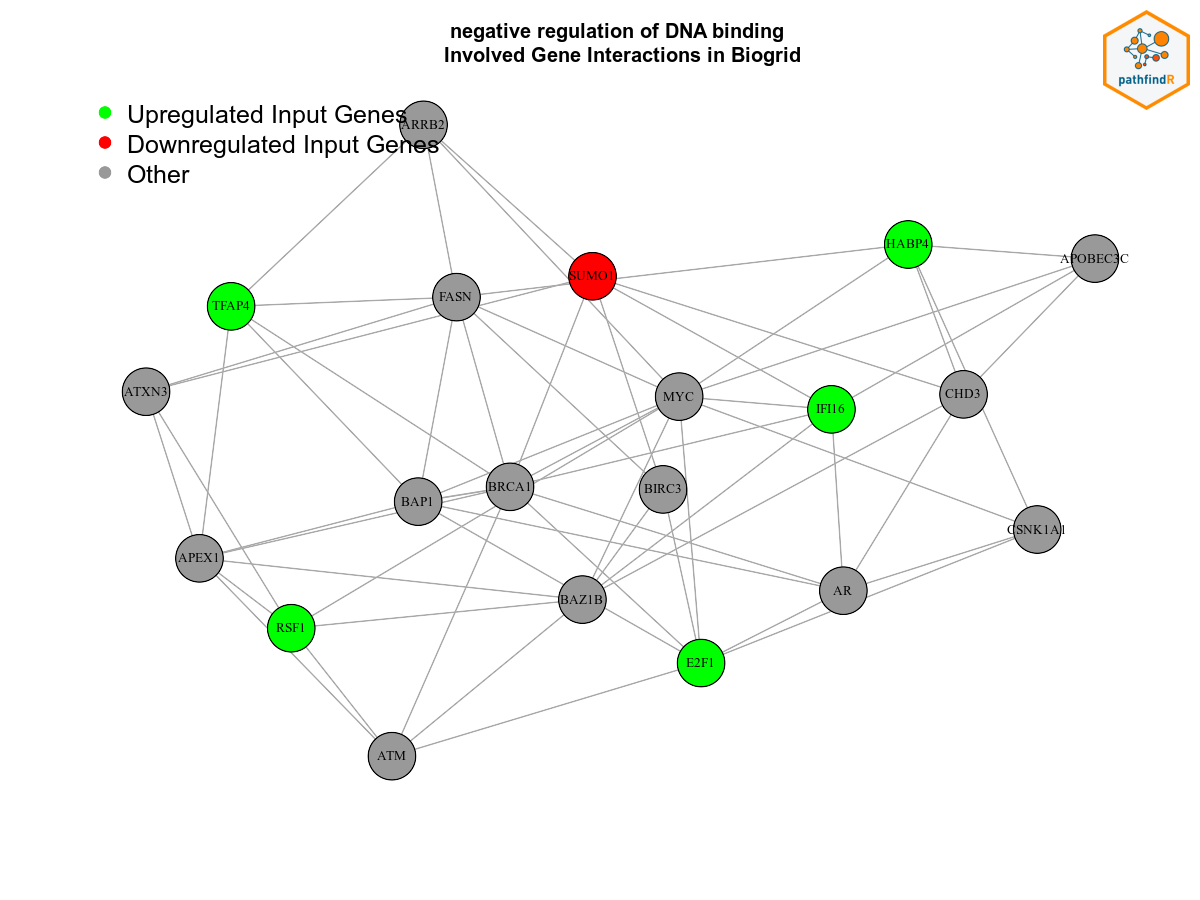 negative regulation of DNA binding
Involved Gene Interactions in Biogrid
pathfindR
Upregulated Input Genes
Downregulated Input Genes
Other
ARRB2
HABP4
APOBEC3C
SUMO1
FASN
TFAP4
ATXN3
MYC
CHD3
IFI16
BRCA1
BIRC3
BAP1
CSNK1A1
APEX1
AR
BAZ1B
RSF1
E2F1
ATM